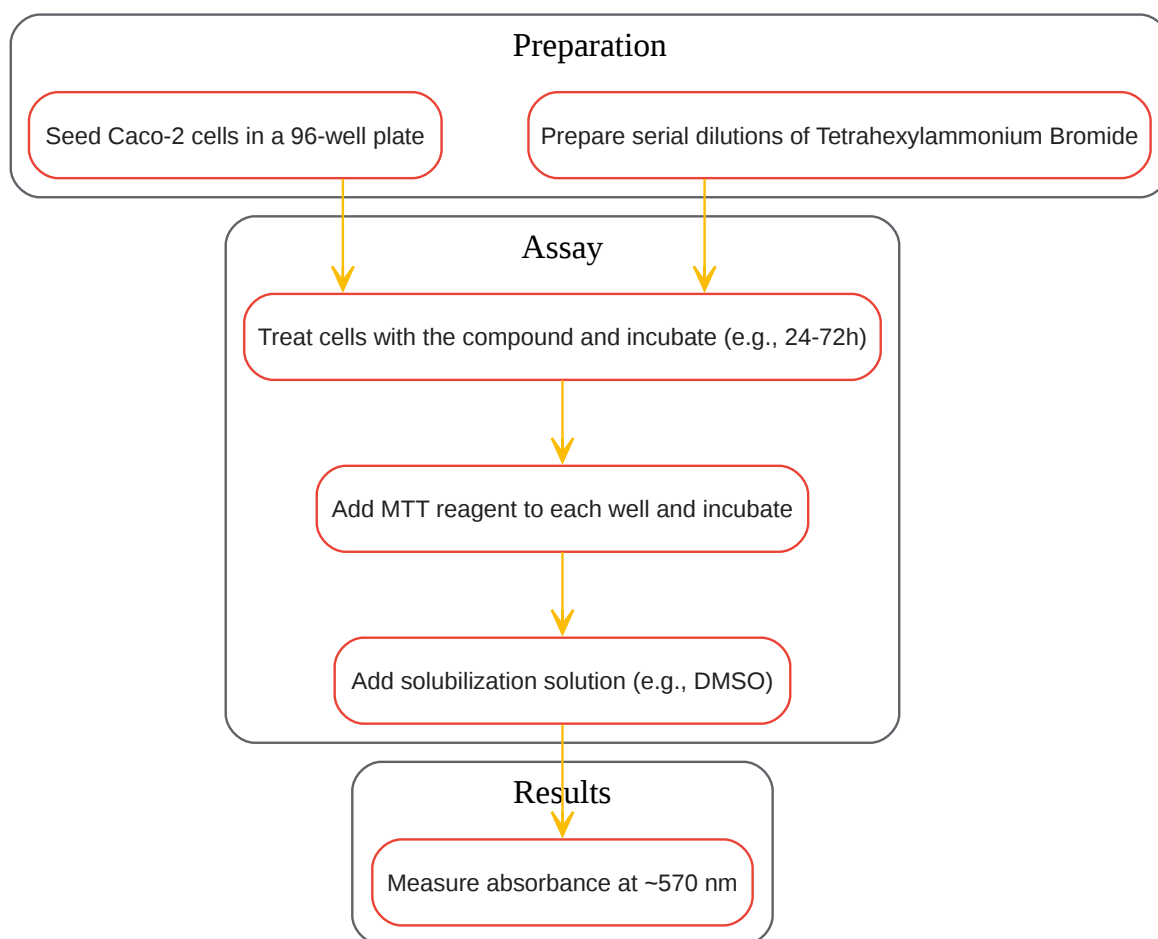 Preparation
Seed Caco-2 cells in a 96-well plate
Prepare serial dilutions of Tetrahexylammonium Bromide
Assay
Treat cells with the compound and incubate (e.g., 24-72h)
Add MTT reagent to each well and incubate
Add solubilization solution (e.g., DMSO)
Results
Measure absorbance at ~570 nm